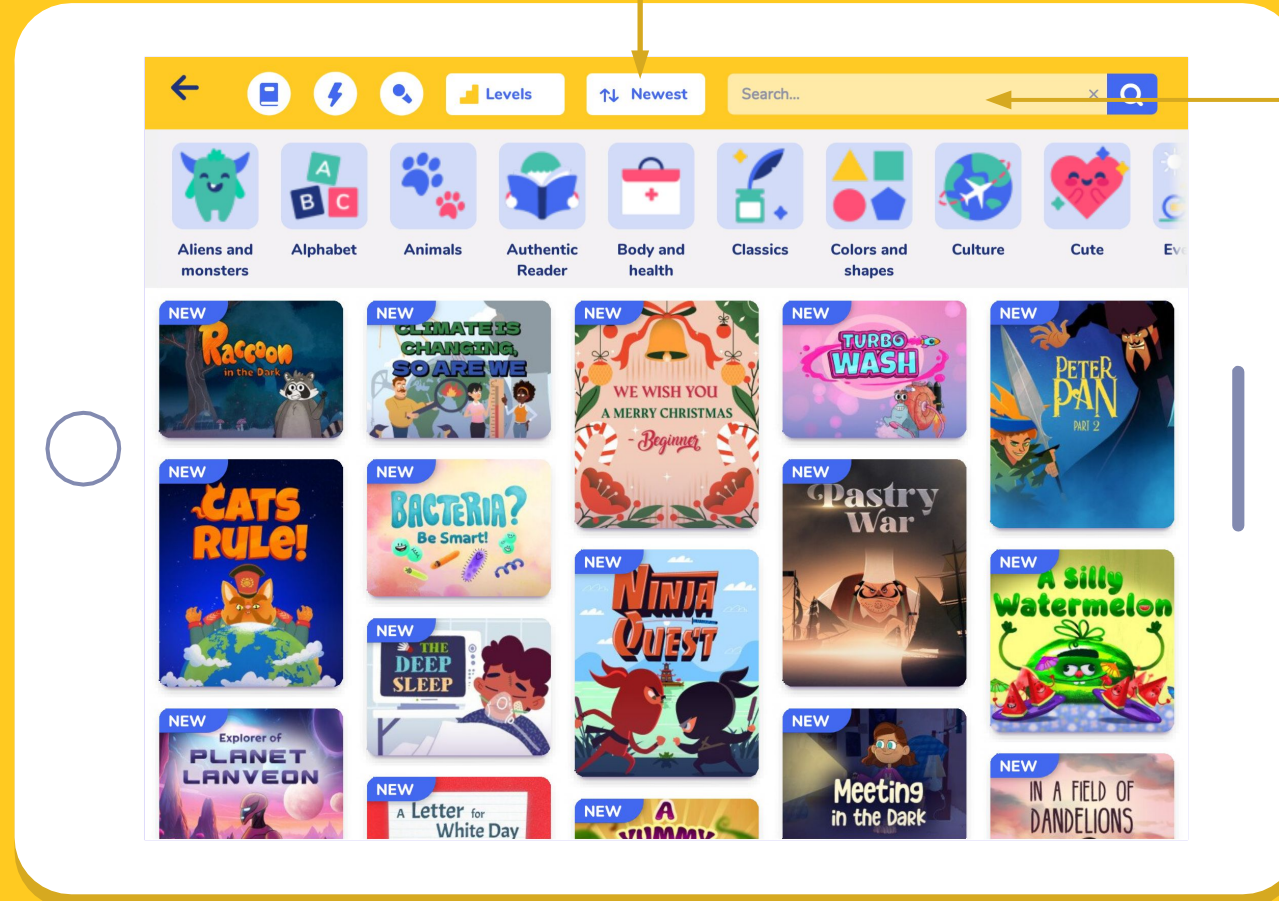 Levels
Newest
Search...
A
B C
Aliens and
monsters
Alphabet
Animals
Authentic
Reader
Body and
health
Classics
Colors and
shapes
Culture
Cute
NEW
Raccoon
in the Dark
NEW
CLIMATE IS
CHANGING,
SO ARE WE
NEW
WE WISH YOU
A MERRY CHRISTMAS
- Beginner
NEW
TURBO
WASH
NEW
PETER
PAN
PART 2
NEW
CATS
RULE!
NEW
BACTERIA?
Be Smart!
NEW
THE
DEEP
SLEEP
NEW
NINJA
QUEST
NEW
Pastry
War
NEW
A Silly
Watermelon
NEW
Explorer of
PLANET
LANVEON
NEW
A Letter for
White Day
NEW
A
YUMMY
NEW
Meeting
in the Dark
NEW
IN A FIELD OF
DANDELIONS